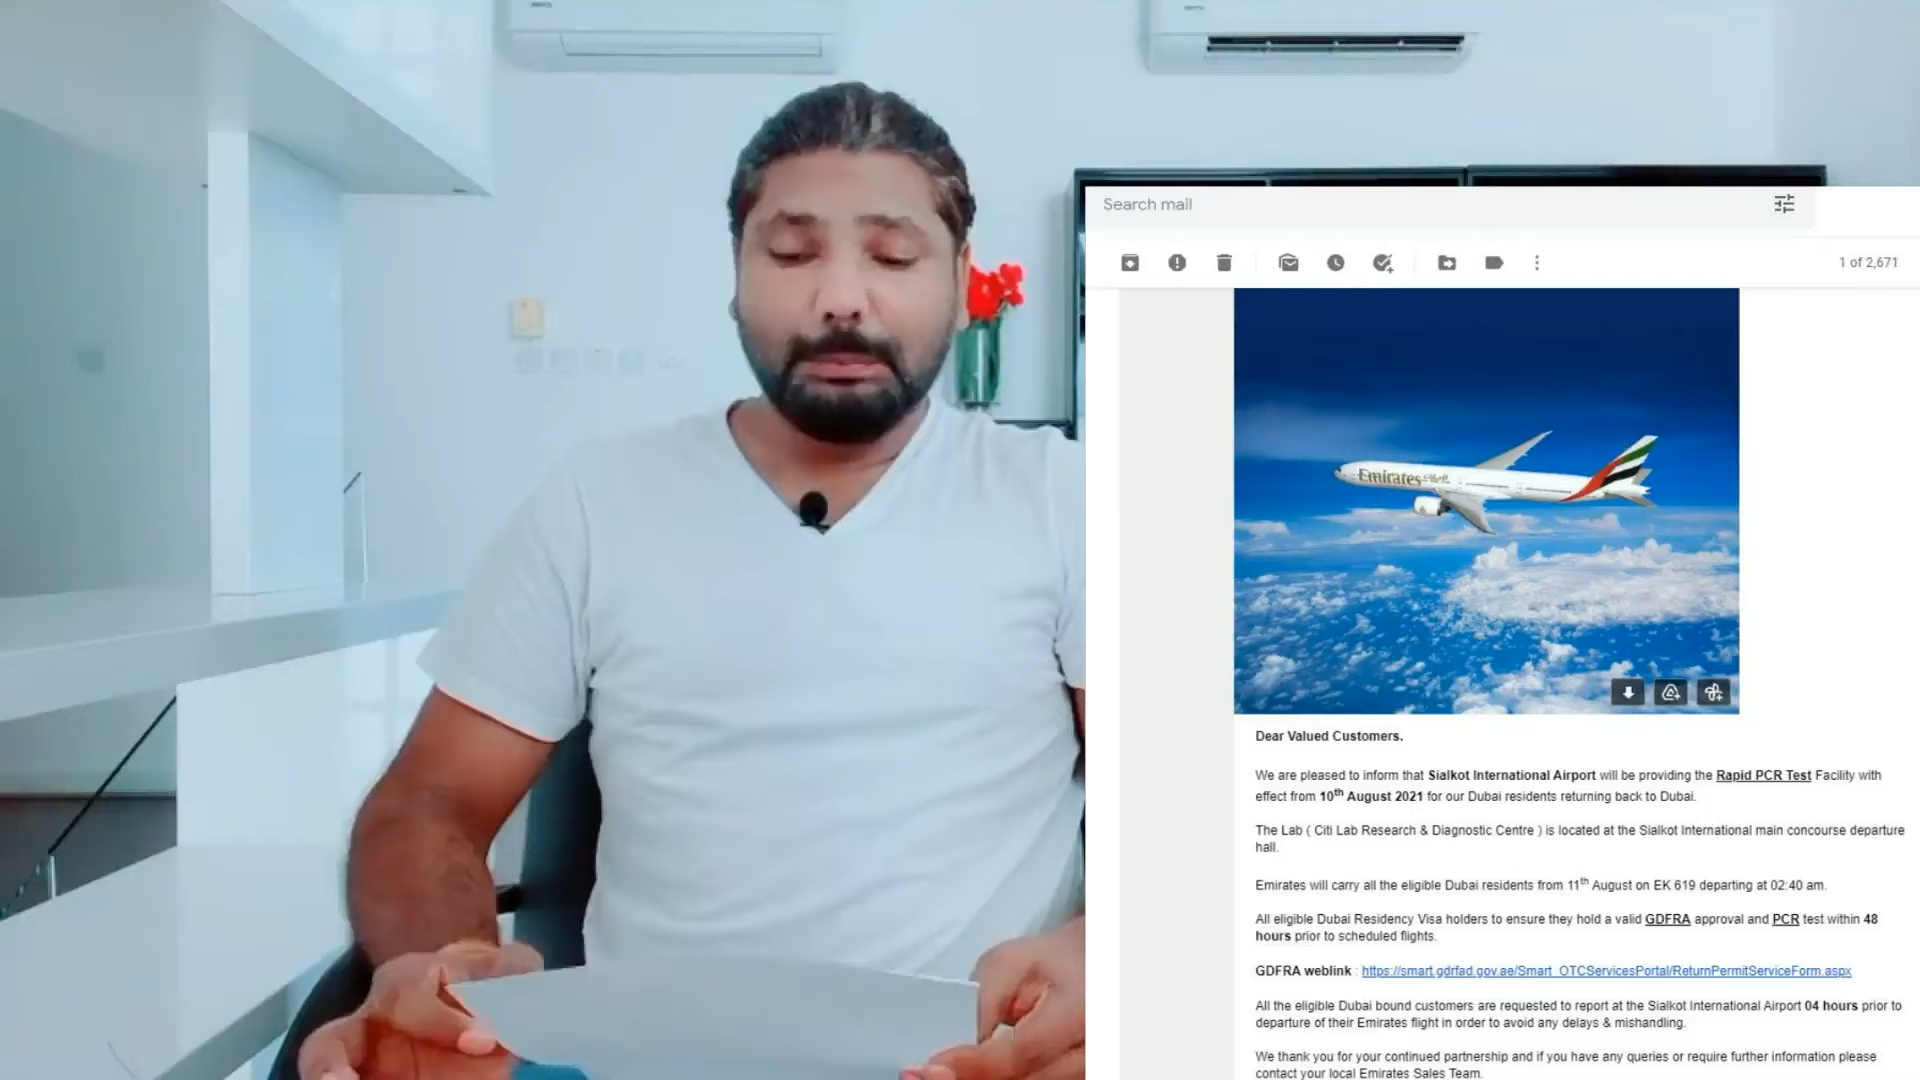 Search mail
1 of 2,671
Emirates
Dear Valued Customers.
We are pleased to inform that Sialkot International Airport will be providing the Rapid PCR Test Facility with
effect from 10th August 2021 for our Dubai residents returning back to Dubai.
The Lab ( Citi Lab Research & Diagnostic Centre ) is located at the Sialkot International main concourse departure
hall.
Emirates will carry all the eligible Dubai residents from 11th August on EK 619 departing at 02:40 am.
All eligible Dubai Residency Visa holders to ensure they hold a valid GDFRA approval and PCR test within 48
hours prior to scheduled flights.
GDFRA weblink : https://smart.gdrfad.gov.ae/Smart_OTCServicesPortal/ReturnPermitServiceForm.aspx
All the eligible Dubai bound customers are requested to report at the Sialkot International Airport 04 hours prior to
departure of their Emirates flight in order to avoid any delays & mishandling.
We thank you for your continued partnership and if you have any queries or require further information please
contact your local Emirates Sales Team.